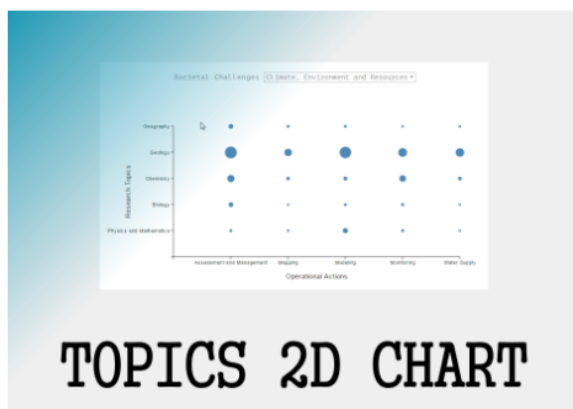 Societal Challenges Climate, Environment and Resources
Geography
Geology
Chemistry
Biology
Physics and Mathematics
Research Topics
Assessment and Management Mapping Modeling Monitoring Water Supply
Operational Actions
TOPICS 2D CHART